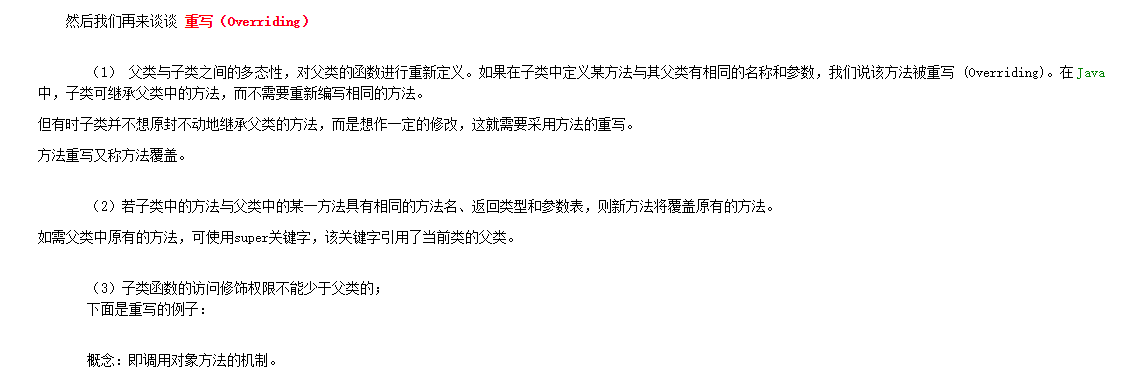 然后我们再来谈谈 重写（Overriding）
（1） 父类与子类之间的多态性，对父类的函数进行重新定义。如果在子类中定义某方法与其父类有相同的名称和参数，我们说该方法被重写 (Overriding)。在Java
中，子类可继承父类中的方法，而不需要重新编写相同的方法。
但有时子类并不想原封不动地继承父类的方法，而是想作一定的修改，这就需要采用方法的重写。
方法重写又称方法覆盖。
（2）若子类中的方法与父类中的某一方法具有相同的方法名、返回类型和参数表，则新方法将覆盖原有的方法。
如需父类中原有的方法，可使用super关键字，该关键字引用了当前类的父类。
（3）子类函数的访问修饰权限不能少于父类的；
下面是重写的例子：
概念：即调用对象方法的机制。